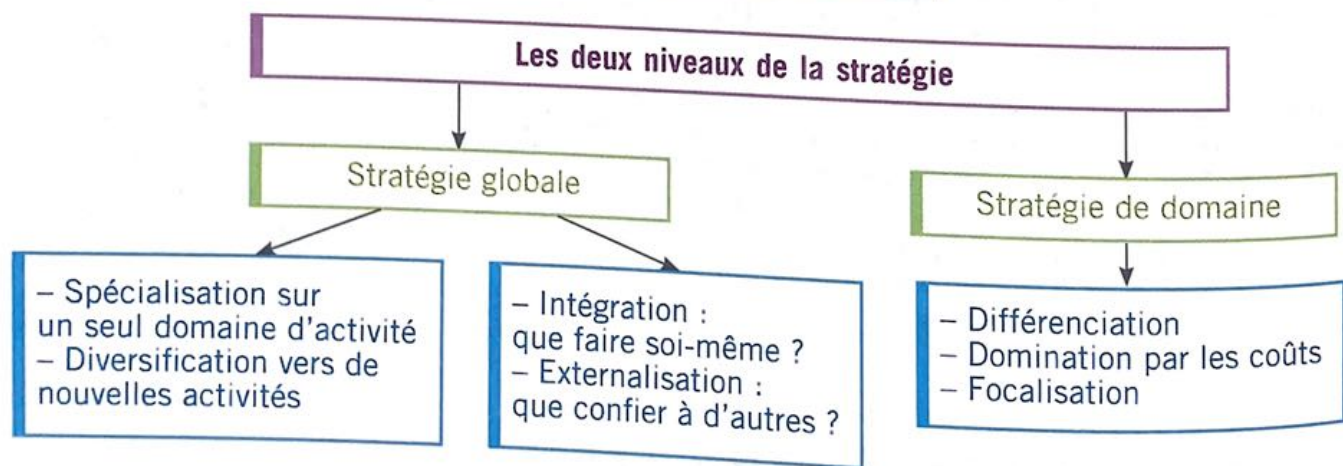 Les deux niveaux de la stratégie
Stratégie globale
Stratégie de domaine
– Spécialisation sur
un seul domaine d'activité
– Diversification vers de
nouvelles activités
– Intégration :
que faire soi-même ?
– Externalisation :
que confier à d'autres ?
– Différenciation
– Domination par les coûts
– Focalisation